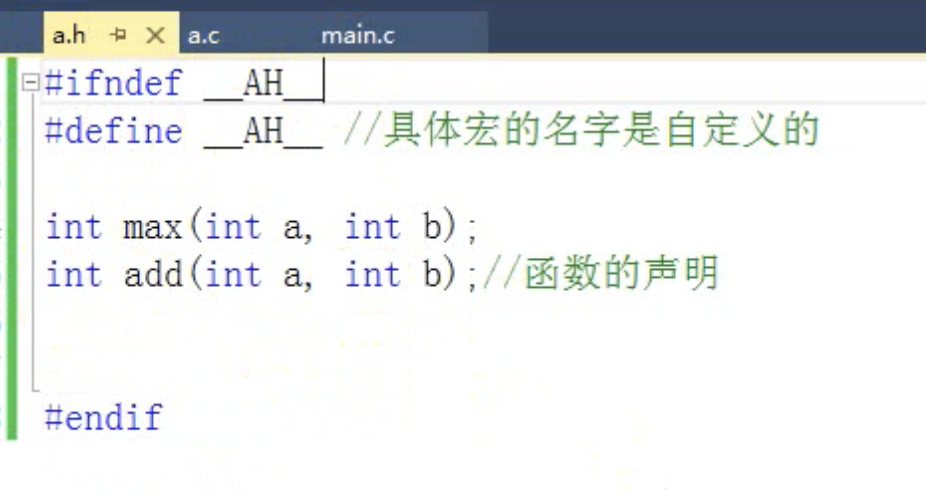 a.h a.c main.c
#ifndef __AH__
#define __AH__ //具体宏的名字是自定义的
int max(int a, int b);
int add(int a, int b);//函数的声明
#endif